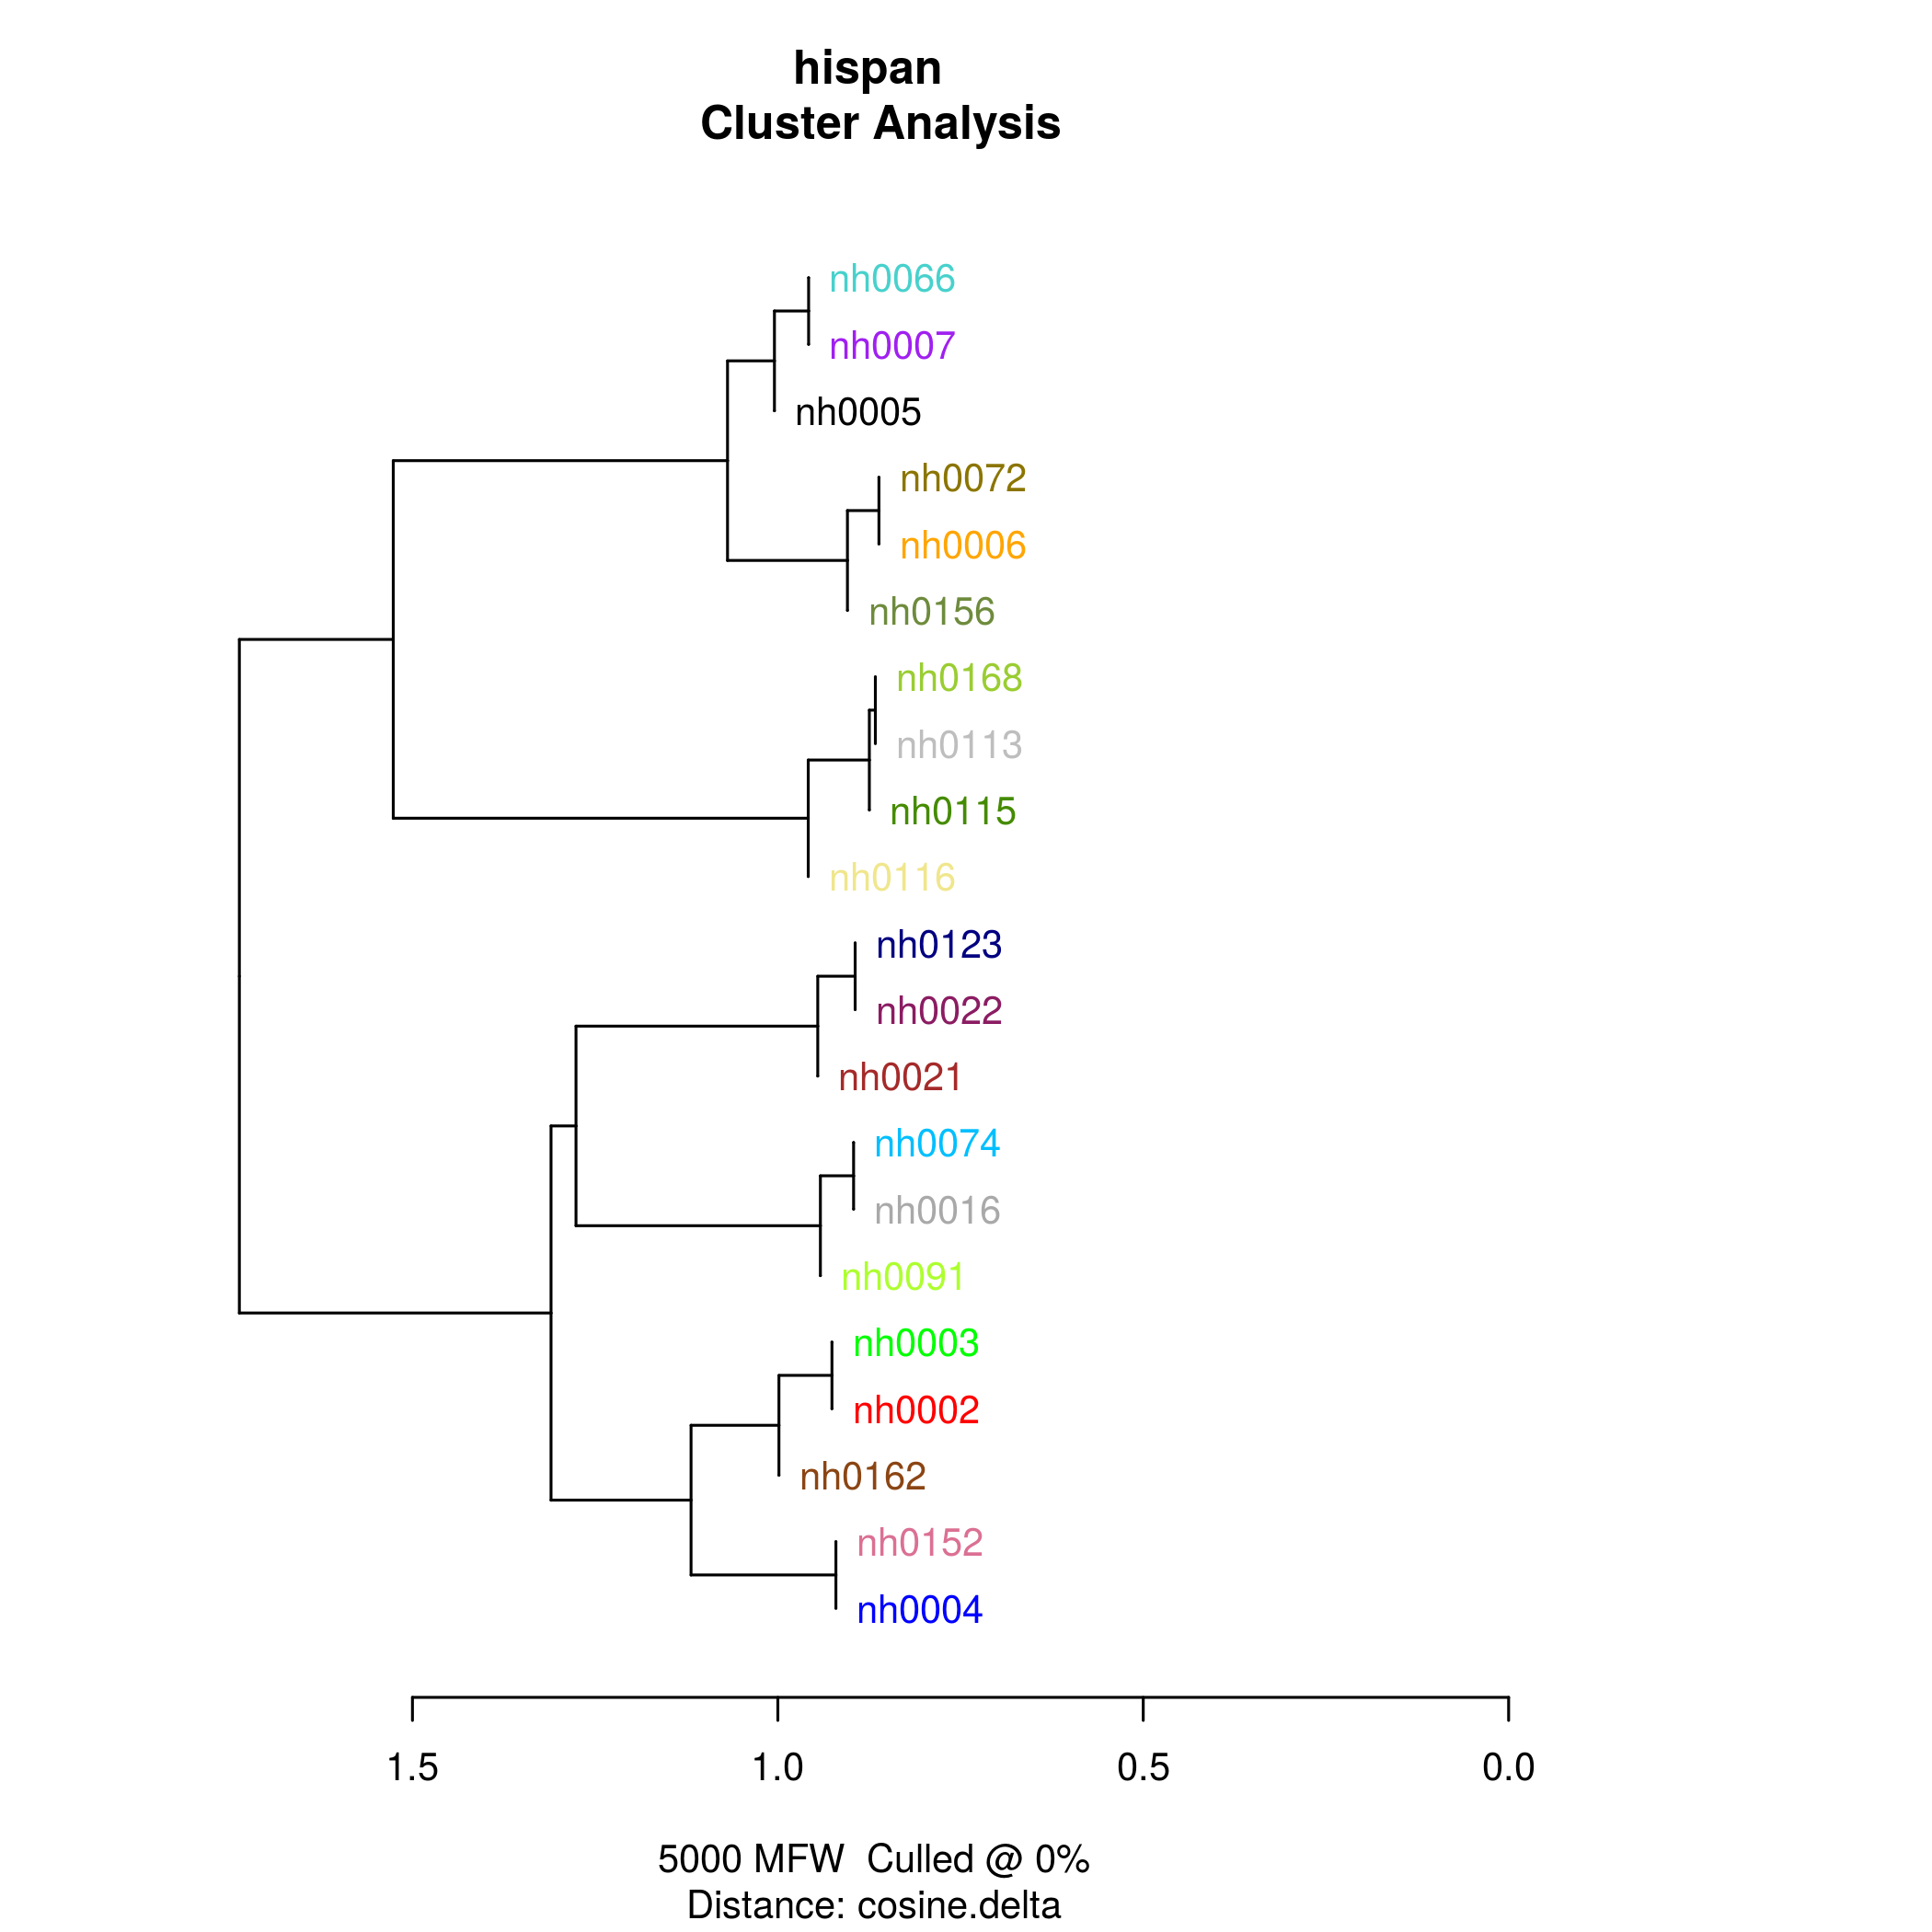 hispan
Cluster Analysis
nh0066
nh0007
nh0005
nh0072
nh0006
nh0156
nh0168
nh0113
nh0115
nh0116
nh0123
nh0022
nh0021
nh0074
nh0016
nh0091
nh0003
nh0002
nh0162
nh0152
nh0004
1.5 1.0 0.5 0.0
5000 MFW Culled @ 0%
Distance: cosine.delta